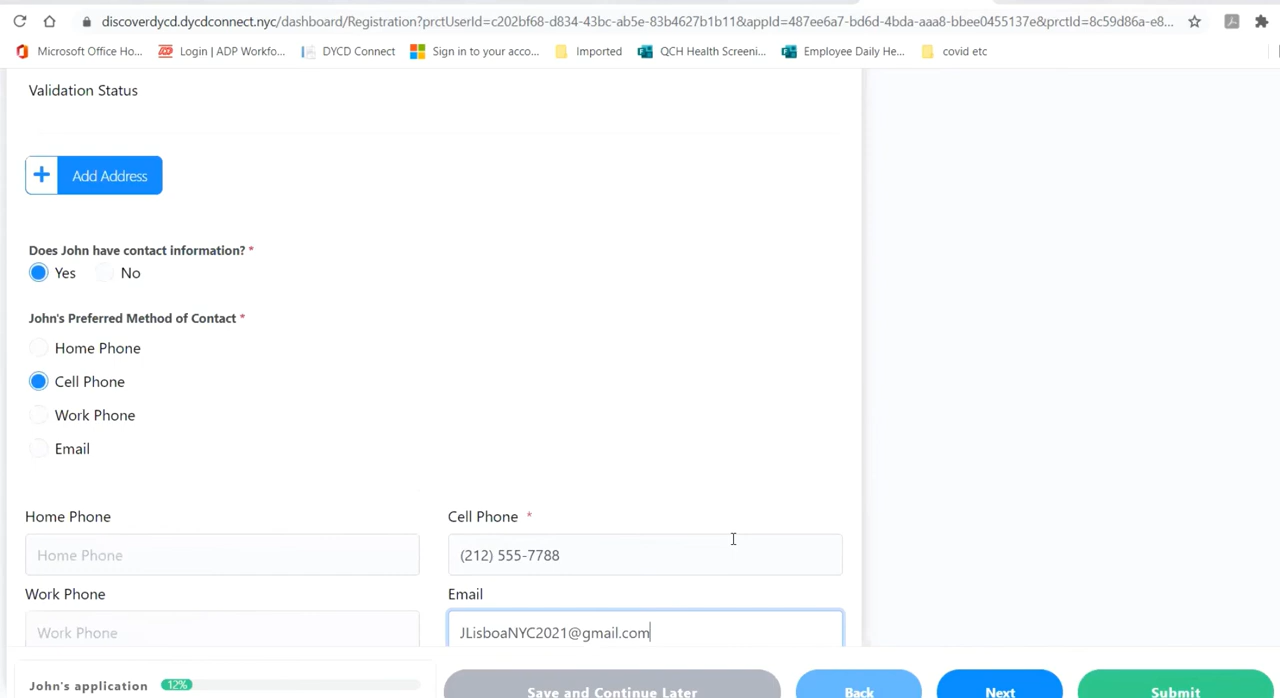 discoverdycd.dycdconnect.nyc/dashboard/Registration?prctUserId=c202bf68-d834-43bc-ab5e-83b4627b1b11&appId=487ee6a7-bd6d-4bda-aaa8-bbee0455137e&prctId=8c59d86a-e8...
Microsoft Office Ho... Login | ADP Workfo... DYCD Connect Sign in to your acco... Imported QCH Health Screeni... Employee Daily He... covid etc
Validation Status
+ Add Address
Does John have contact information? *
Yes No
John's Preferred Method of Contact *
Home Phone
Cell Phone
Work Phone
Email
Home Phone Cell Phone *
Home Phone (212) 555-7788
Work Phone Email
Work Phone JLisboaNYC2021@gmail.com
John's application 12% Save and Continue Later Back Next Submit